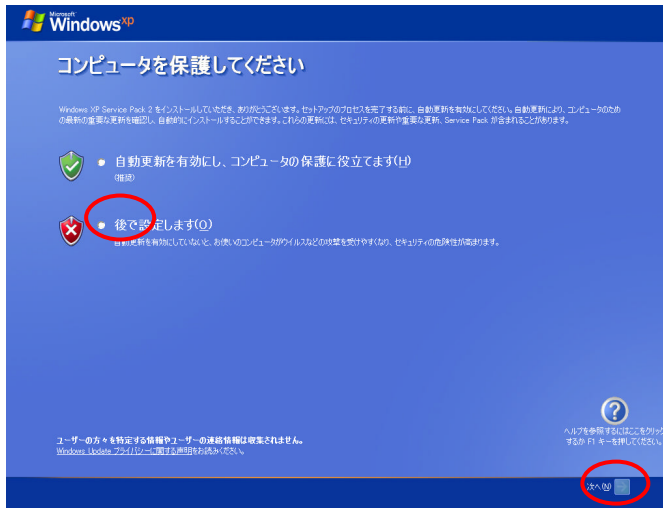 Microsoft
Windows xp
コンピュータを保護してください
Windows XP Service Pack 2 をインストールしていただき、ありがとうございます。セットアップのプロセスを完了する前に、自動更新を有効にしてください。自動更新により、コンピュータのため
の最新の重要な更新を確認し、自動的にインストールすることができます。これらの更新には、セキュリティの更新や重要な更新、Service Pack が含まれることがあります。
自動更新を有効にし、コンピュータの保護に役立てます(H)
(推奨)
後で設定します(O)
自動更新を有効にしていないと、お使いのコンピュータがウイルスなどの攻撃を受けやすくなり、セキュリティの危険性が高まります。
ヘルプを参照するにはここをクリック
するか F1 キーを押してください。
ユーザーの方々を特定する情報やユーザーの連絡情報は収集されません。
Windows Update プライバシーに関する声明をお読みください。
次へ(N)